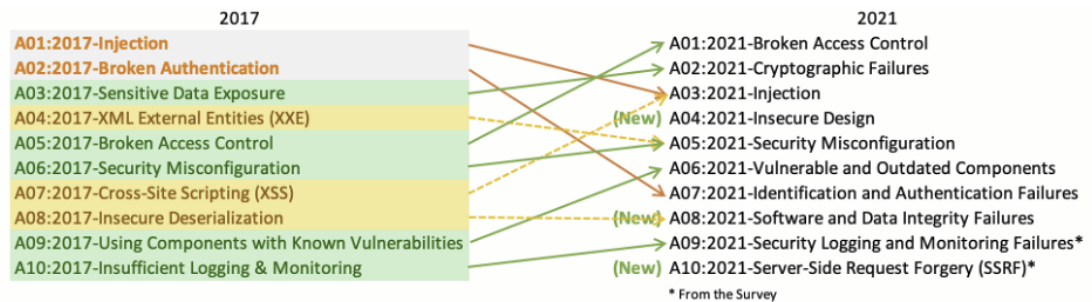 2017
A01:2017-Injection
A02:2017-Broken Authentication
A03:2017-Sensitive Data Exposure
A04:2017-XML External Entities (XXE)
A05:2017-Broken Access Control
A06:2017-Security Misconfiguration
A07:2017-Cross-Site Scripting (XSS)
A08:2017-Insecure Deserialization
A09:2017-Using Components with Known Vulnerabilities
A10:2017-Insufficient Logging & Monitoring
2021
A01:2021-Broken Access Control
A02:2021-Cryptographic Failures
A03:2021-Injection
(New) A04:2021-Insecure Design
A05:2021-Security Misconfiguration
A06:2021-Vulnerable and Outdated Components
A07:2021-Identification and Authentication Failures
(New) A08:2021-Software and Data Integrity Failures
A09:2021-Security Logging and Monitoring Failures*
(New) A10:2021-Server-Side Request Forgery (SSRF)*
* From the Survey